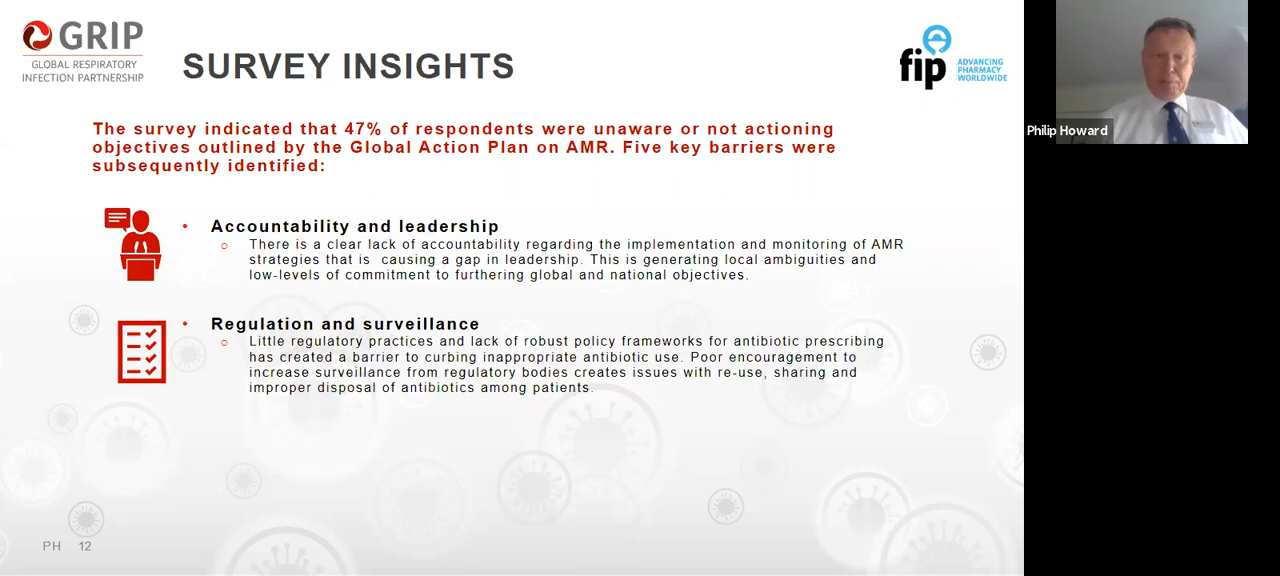 GRIP
GLOBAL RESPIRATORY
INFECTION PARTNERSHIP
SURVEY INSIGHTS
fip
ADVANCING
PHARMACY
WORLDWIDE
Philip Howard
The survey indicated that 47% of respondents were unaware or not actioning
objectives outlined by the Global Action Plan on AMR. Five key barriers were
subsequently identified:
• Accountability and leadership
○ There is a clear lack of accountability regarding the implementation and monitoring of AMR
strategies that is causing a gap in leadership. This is generating local ambiguities and
low-levels of commitment to furthering global and national objectives.
• Regulation and surveillance
○ Little regulatory practices and lack of robust policy frameworks for antibiotic prescribing
has created a barrier to curbing inappropriate antibiotic use. Poor encouragement to
increase surveillance from regulatory bodies creates issues with re-use, sharing and
improper disposal of antibiotics among patients.
PH 12